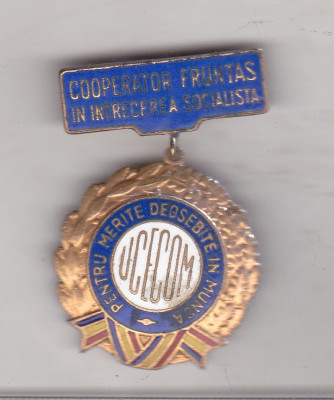 COOPERATOR FRUNTAS
IN INTRECEREA SOCIALISTA
PENTRU MERITE DEOSEBITE IN MUNCA
UCECOM